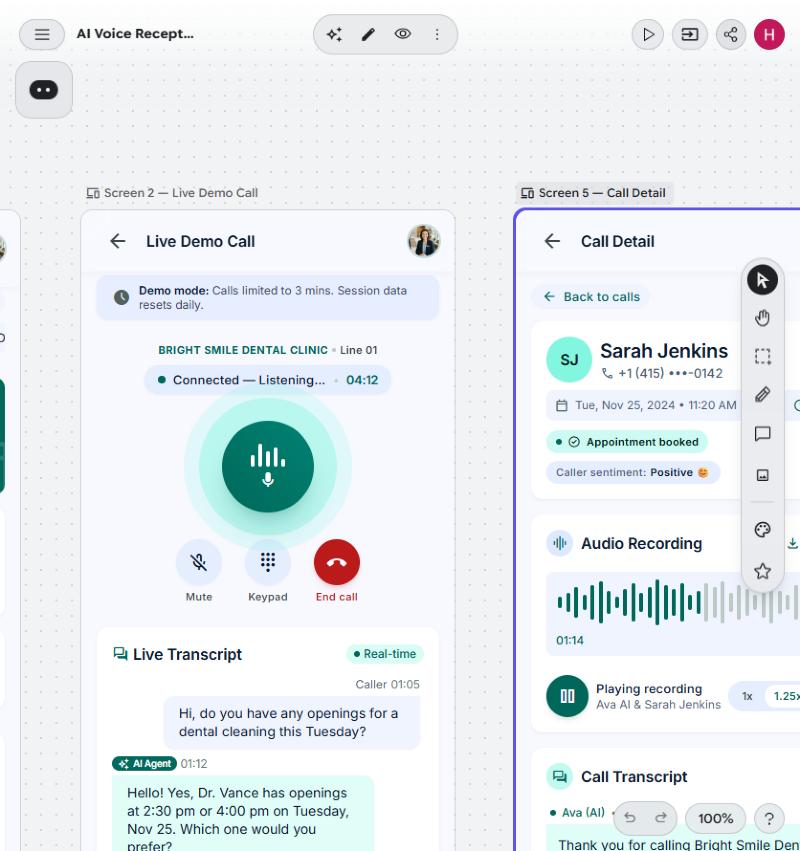 AI Voice Recept...
H
Screen 2 — Live Demo Call
Live Demo Call
Demo mode: Calls limited to 3 mins. Session data
resets daily.
BRIGHT SMILE DENTAL CLINIC • Line 01
Connected — Listening... • 04:12
Mute
Keypad
End call
Live Transcript
Real-time
Caller 01:05
Hi, do you have any openings for a
dental cleaning this Tuesday?
AI Agent 01:12
Hello! Yes, Dr. Vance has openings
at 2:30 pm or 4:00 pm on Tuesday,
Nov 25. Which one would you
prefer?
Screen 5 — Call Detail
Call Detail
Back to calls
SJ
Sarah Jenkins
+1 (415) •••-0142
Tue, Nov 25, 2024 • 11:20 AM
Appointment booked
Caller sentiment: Positive 😊
Audio Recording
01:14
Playing recording
Ava AI & Sarah Jenkins
1x
1.25x
Call Transcript
Ava (AI) •
Thank you for calling Bright Smile Den
100%
?